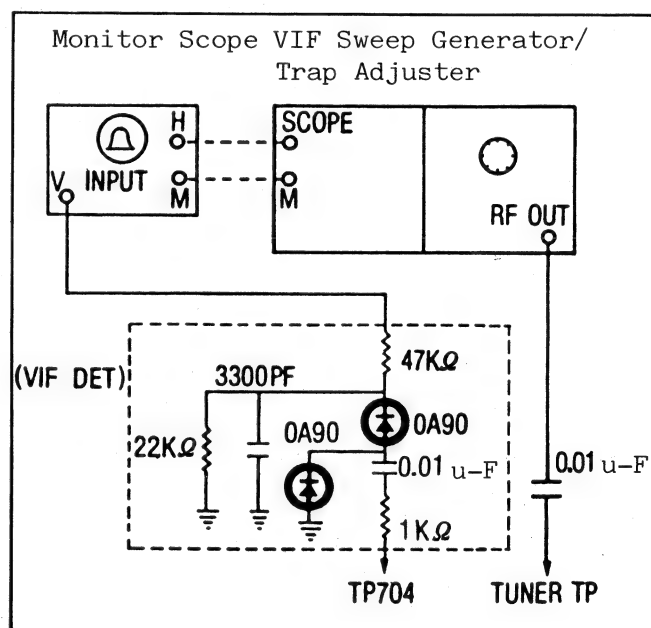 Monitor Scope VIF Sweep Generator/
Trap Adjuster
H SCOPE
V INPUT M M
RF OUT
(VIF DET)
47KΩ
3300PF
22KΩ 0A90 0A90
0.01 u-F 0.01 u-F
1KΩ
TP704 TUNER TP